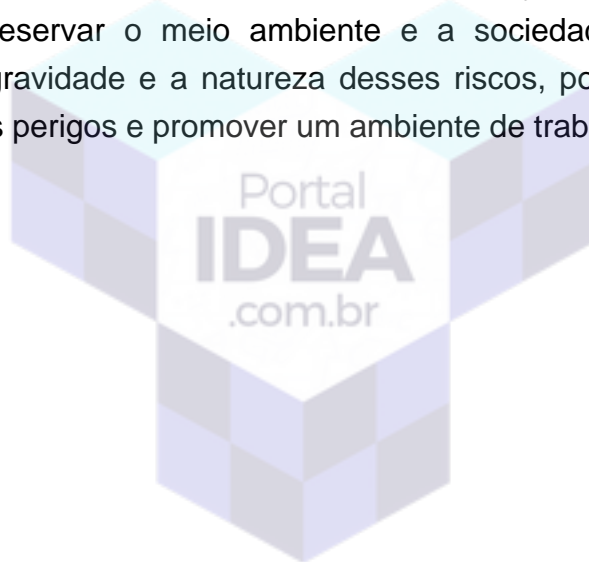 eservar o meio ambiente e a sociedad
ravidade e a natureza desses riscos, po
s perigos e promover um ambiente de trab
Portal
IDEA
.com.br